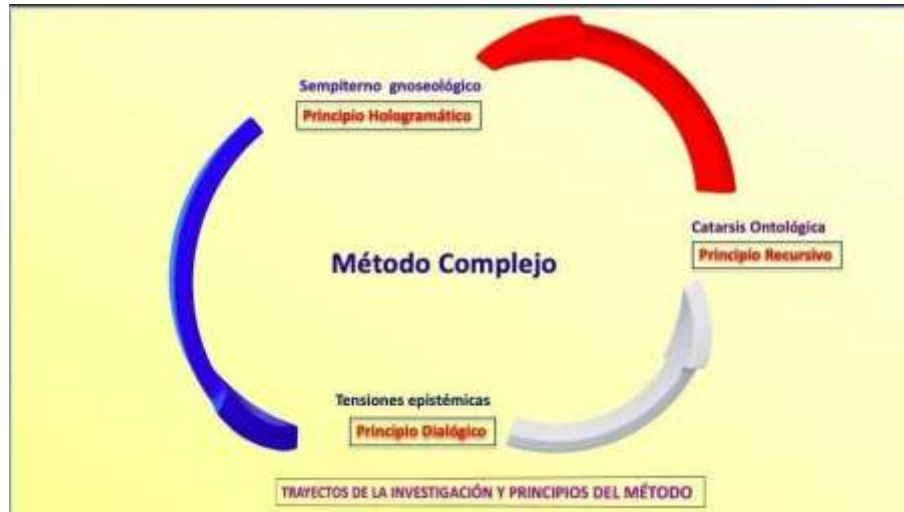 Sempiterno gnoseológico
Principio Hologramático
Catarsis Ontológica
Principio Recursivo
Método Complejo
Tensiones epistémicas
Principio Dialógico
TRAYECTOS DE LA INVESTIGACIÓN Y PRINCIPIOS DEL MÉTODO